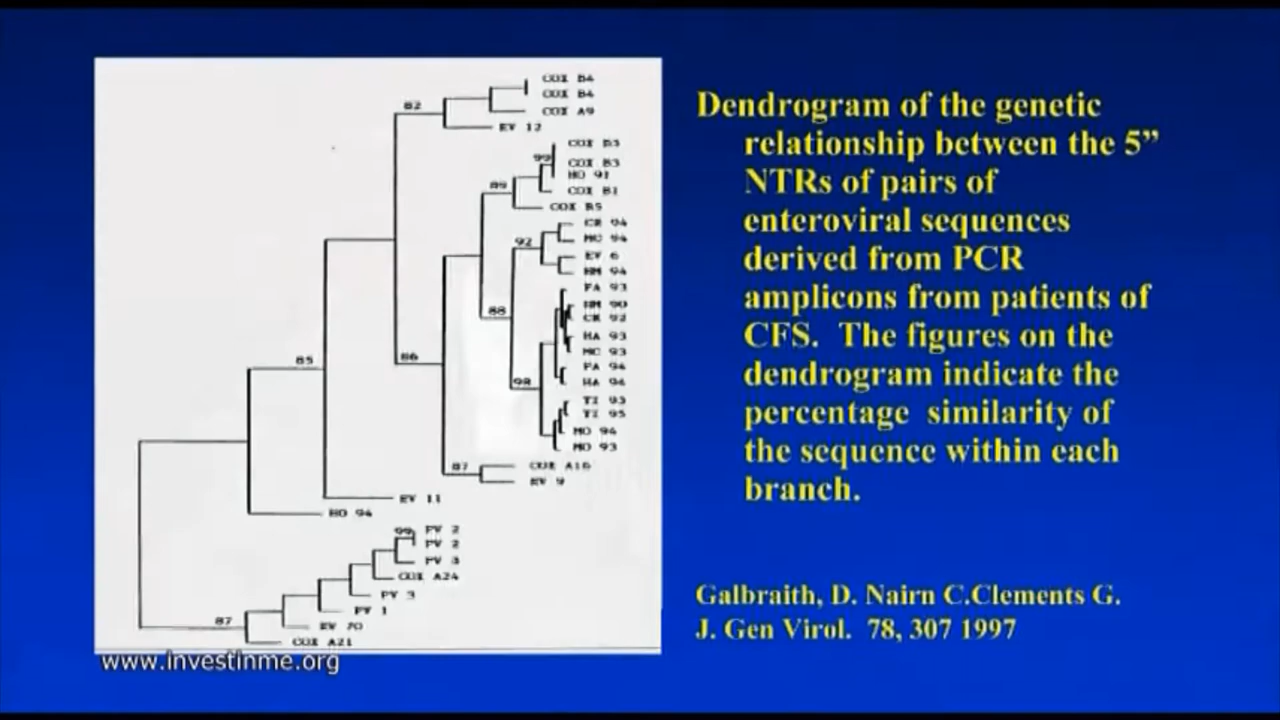 COX B4
COX B4
82
COX A9
EV 12
COX B3
99
COX B3
HO 91
89
COX B1
COX B5
CR 94
92
MC 94
EV 6
HM 94
FA 93
HM 90
88
CR 92
HA 93
MC 93
85
86
FA 94
98
HA 94
TI 93
TI 95
MO 94
MO 93
87
COX A16
EV 9
EV 11
HO 94
99
PV 2
PV 2
PV 3
COX A24
PV 3
PV 1
87
EV 70
COX A21
www.investinme.org
Dendrogram of the genetic
relationship between the 5”
NTRs of pairs of
enteroviral sequences
derived from PCR
amplicons from patients of
CFS. The figures on the
dendrogram indicate the
percentage similarity of
the sequence within each
branch.
Galbraith, D. Nairn C.Clements G.
J. Gen Virol. 78, 307 1997